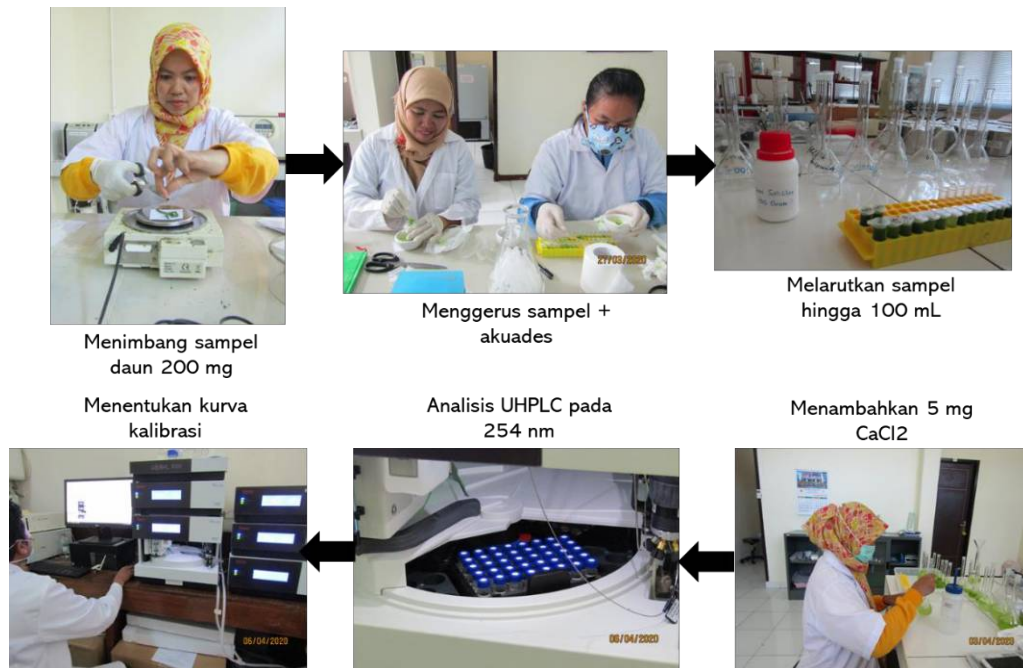 27/03/2020
Menimbang sampel
daun 200 mg
Menggerus sampel +
akuades
Melarutkan sampel
hingga 100 mL
Menambahkan 5 mg
CaCl2
03/04/2020
Analisis UHPLC pada
254 nm
06/04/2020
Menentukan kurva
kalibrasi
06/04/2020